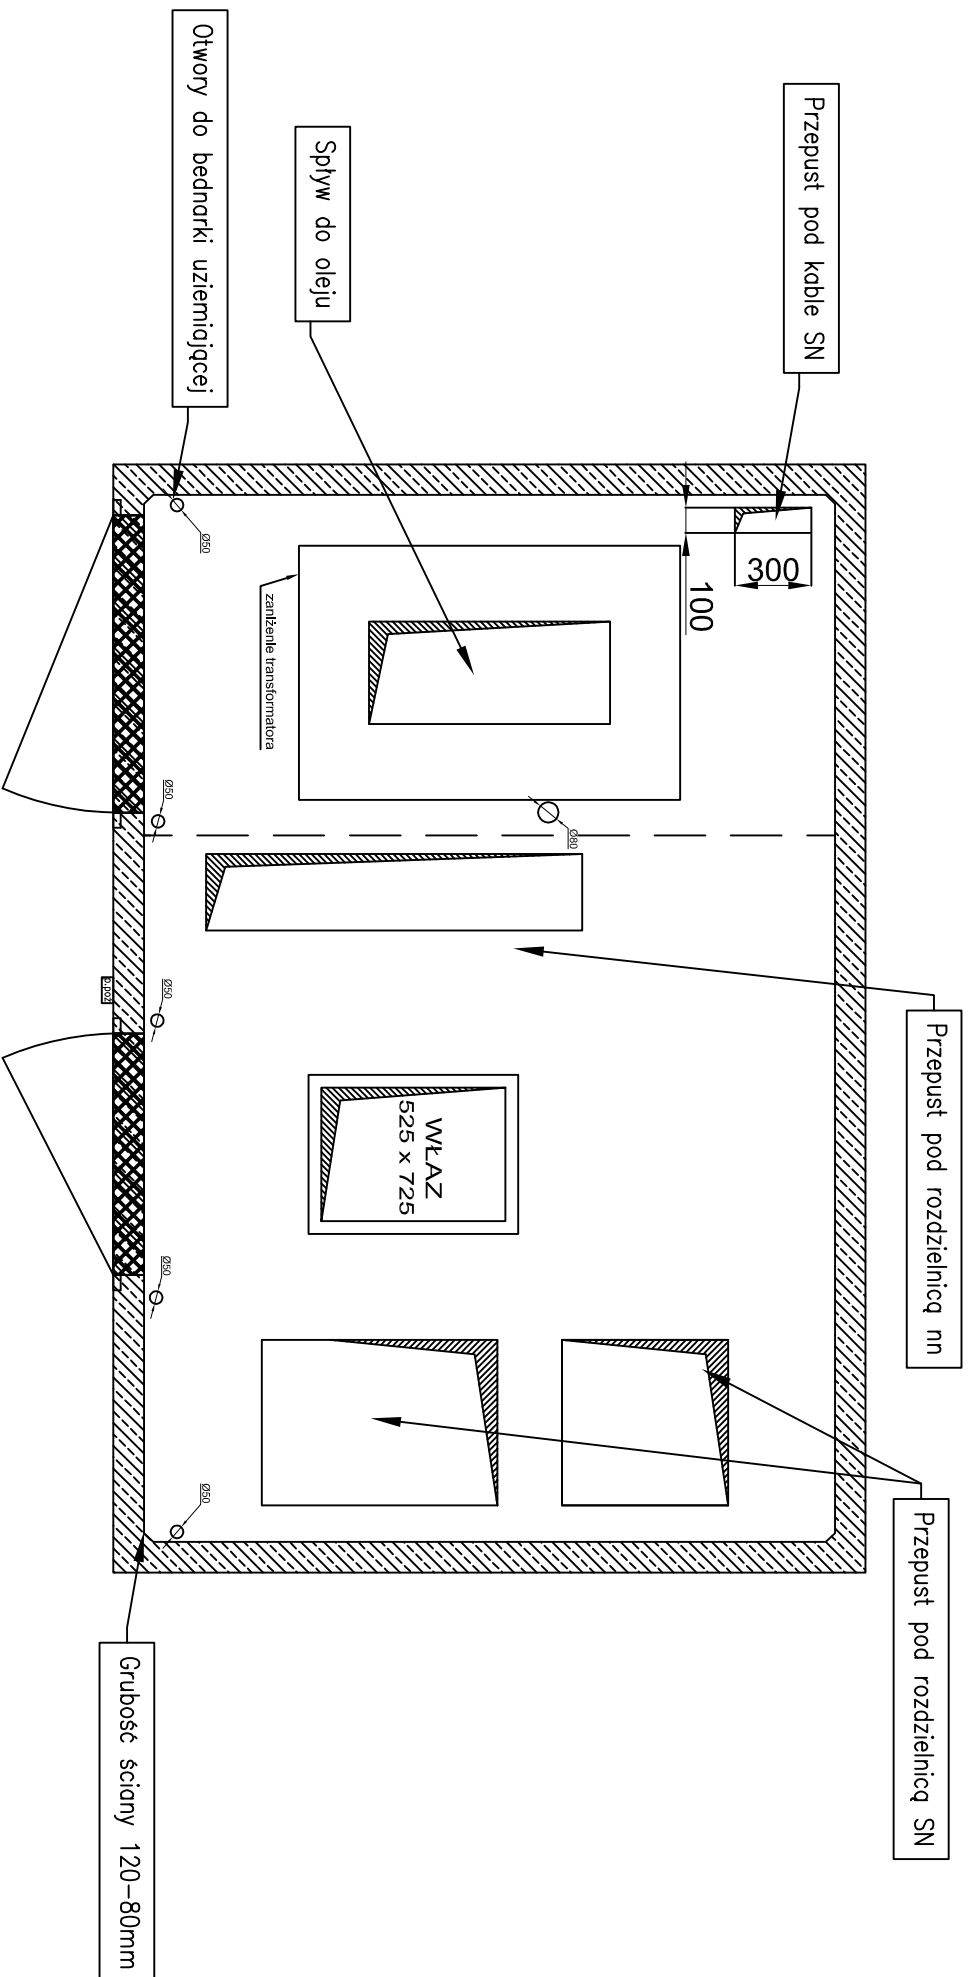 Przepust pod kable SN
Spływ do oleju
Otwory do bednarki uziemiającej
300
100
Ø50
zaniżenie transformatora
Ø50
Ø80
p.poż
Ø50
Przepust pod rozdzielnicą nn
WŁAZ
525 x 725
Ø50
Ø50
Przepust pod rozdzielnicą SN
Grubość ściany 120-80mm